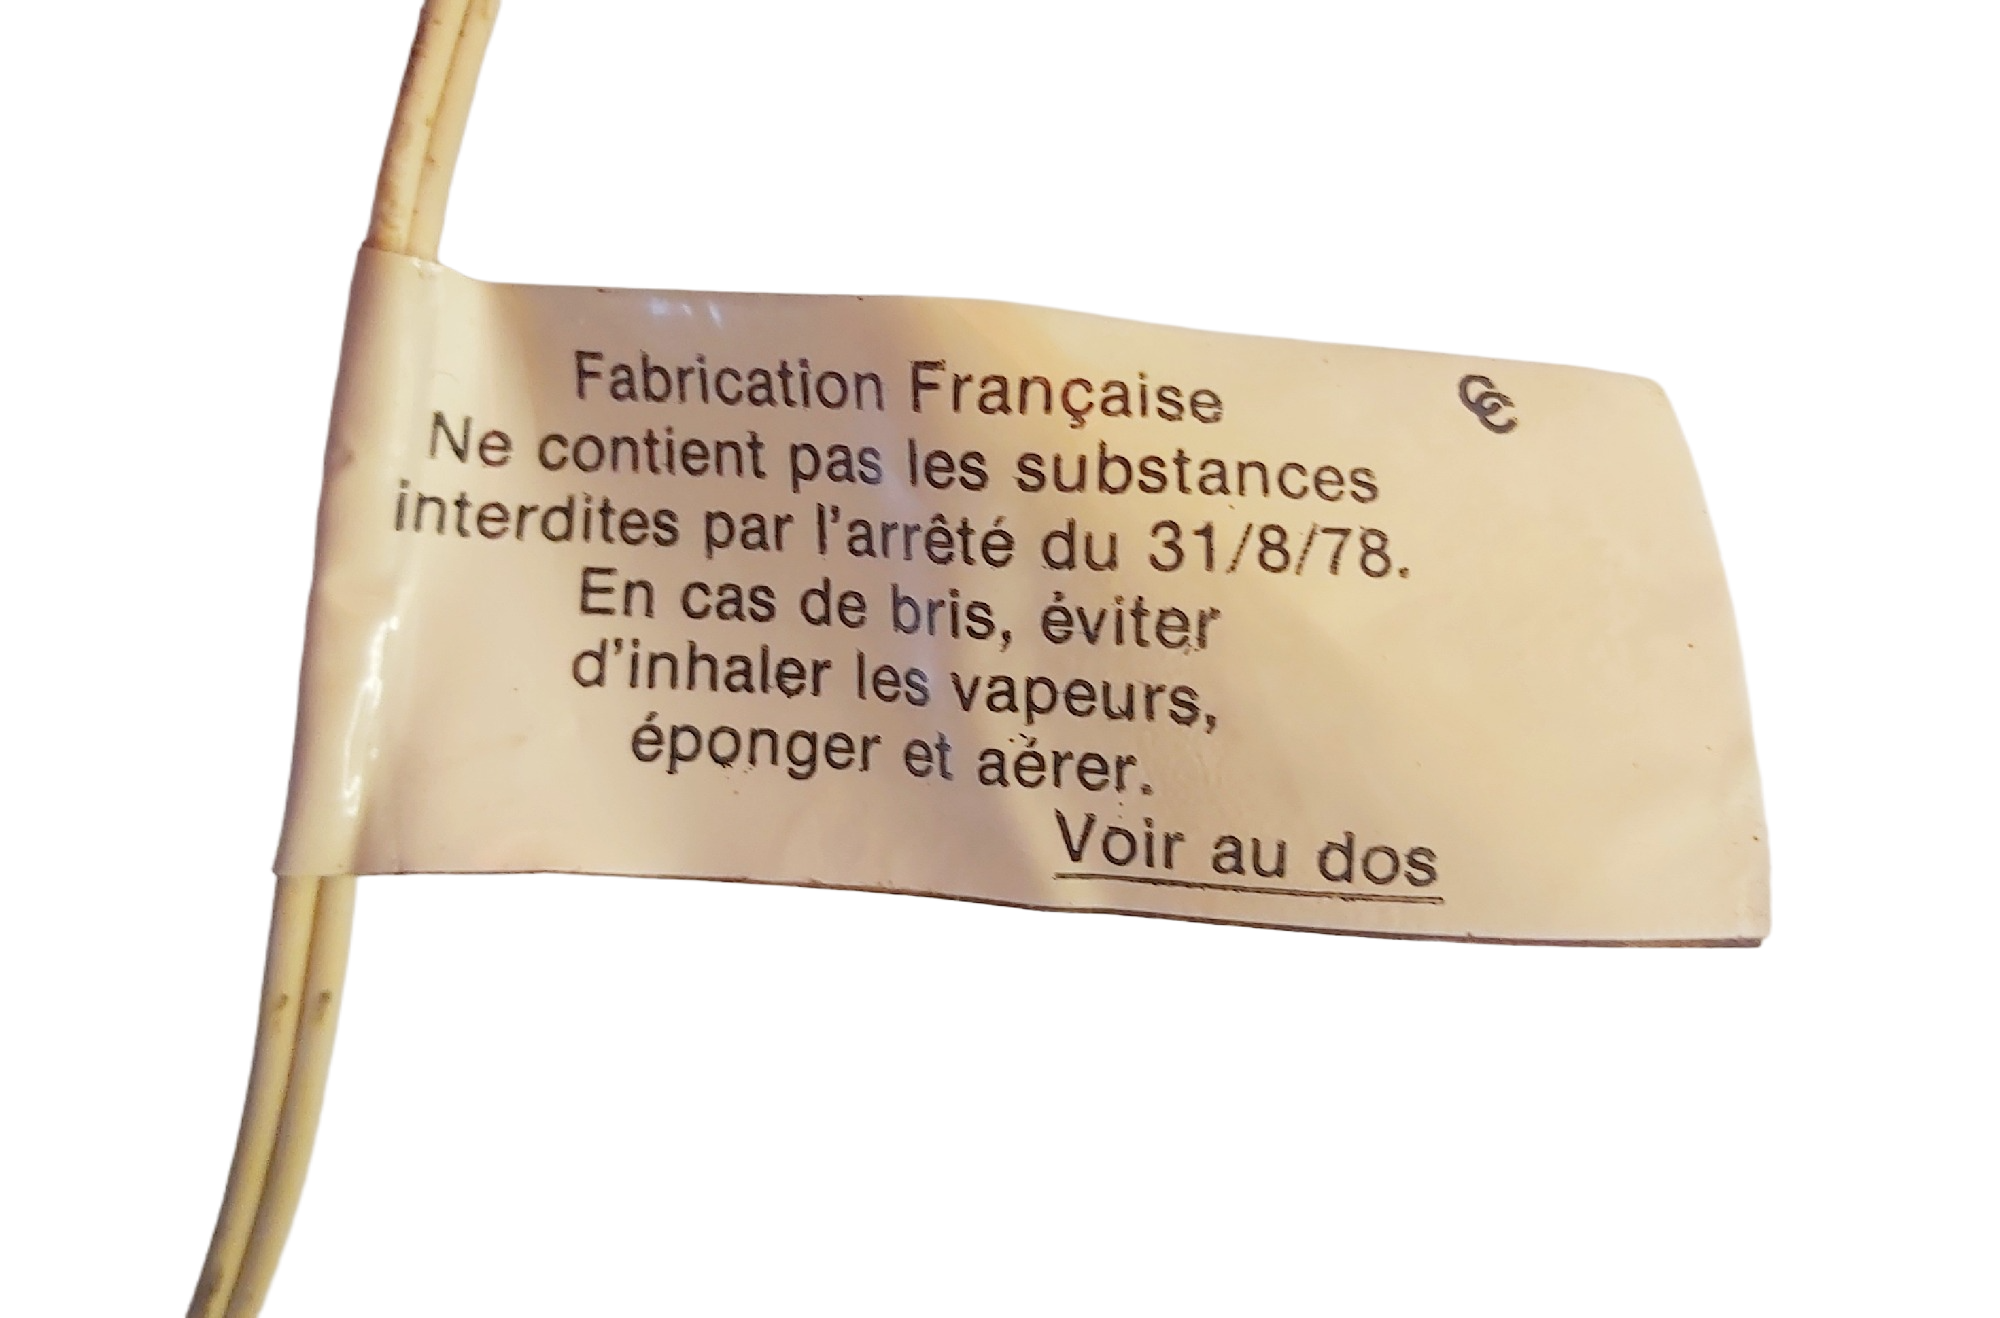 Fabrication Française
CC
Ne contient pas les substances
interdites par l'arrêté du 31/8/78.
En cas de bris, éviter
d'inhaler les vapeurs,
éponger et aérer.
Voir au dos